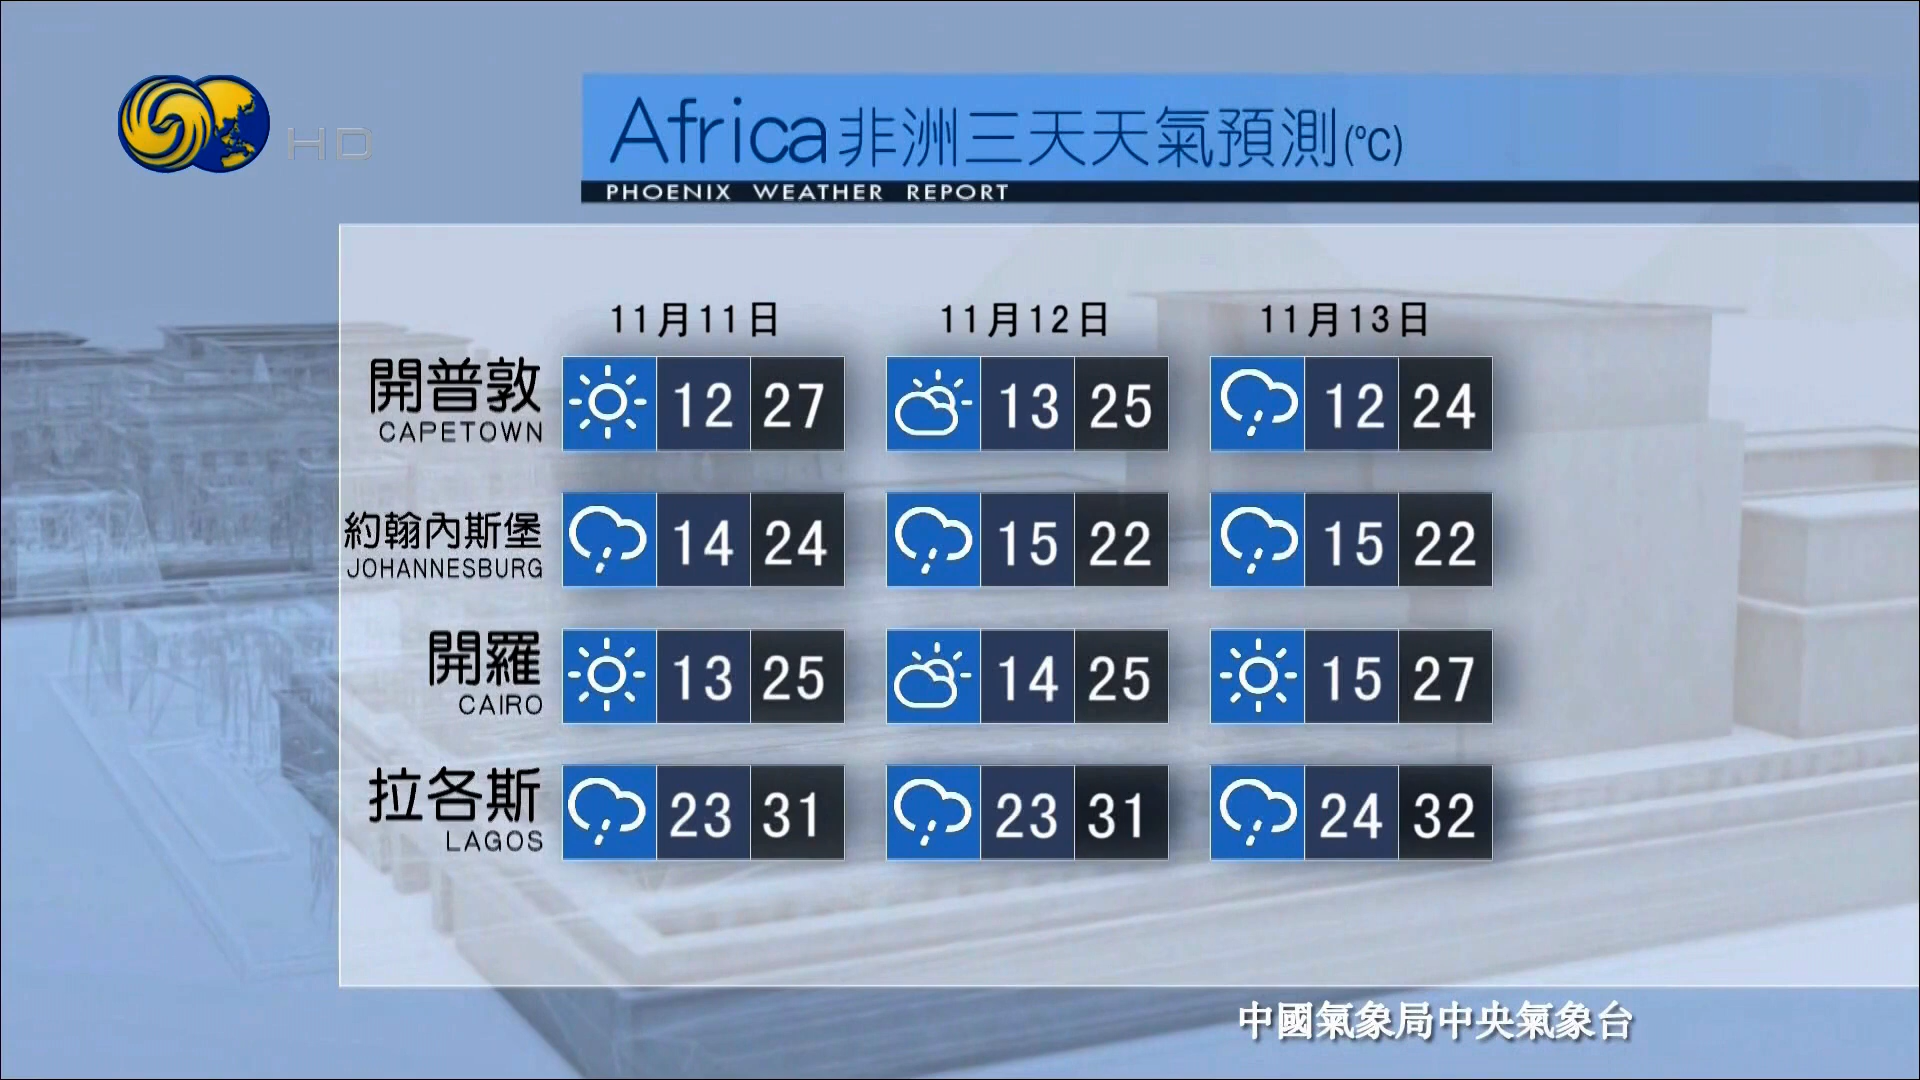 HD
Africa非洲三天天氣預測(℃)
PHOENIX WEATHER REPORT
11月11日 11月12日 11月13日
開普敦 12 27 13 25 12 24
CAPETOWN
約翰內斯堡 14 24 15 22 15 22
JOHANNESBURG
開羅 13 25 14 25 15 27
CAIRO
拉各斯 23 31 23 31 24 32
LAGOS
中國氣象局中央氣象台